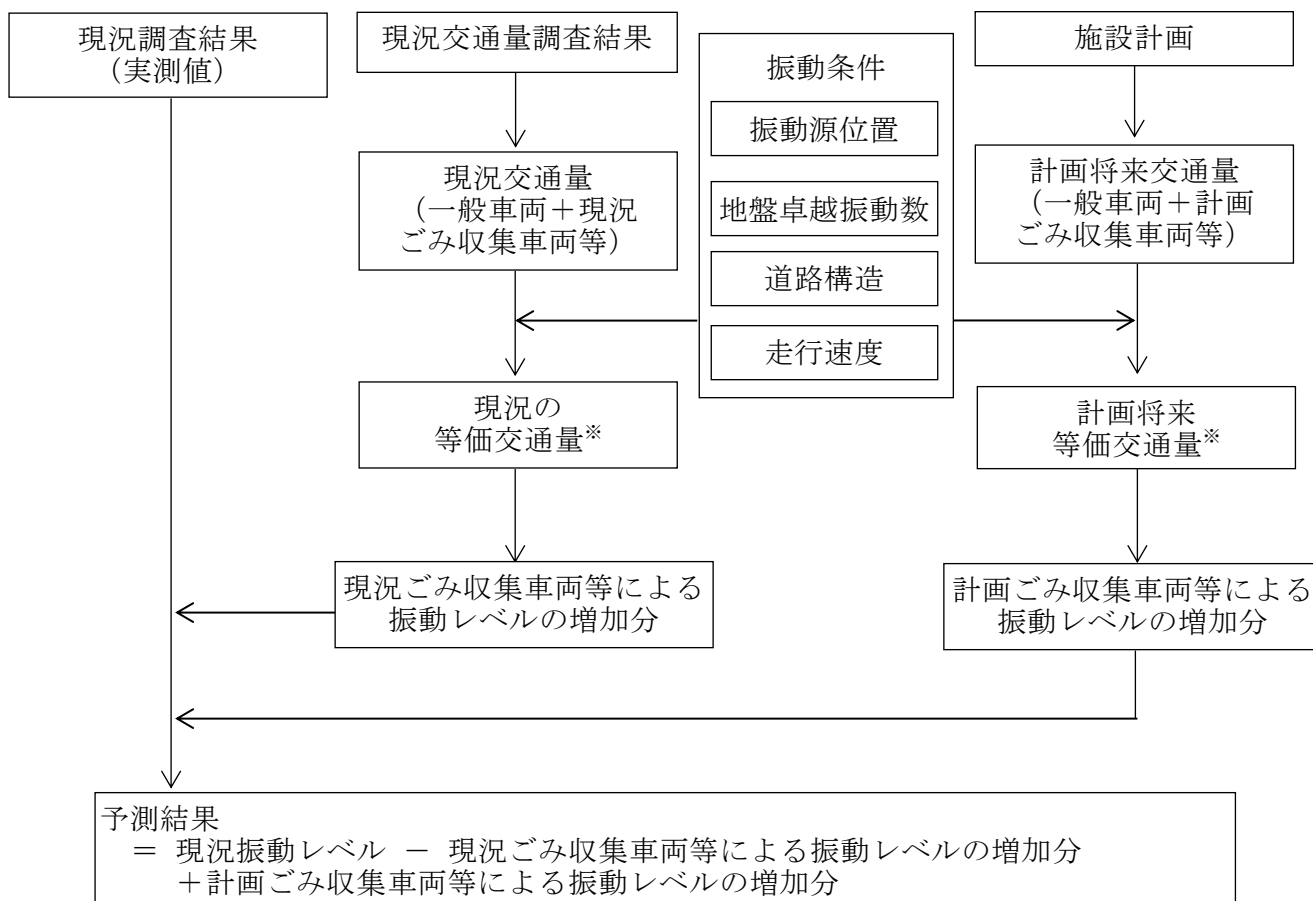 現況調査結果
（実測値）
現況交通量調査結果
施設計画
振動条件
振動源位置
地盤卓越振動数
道路構造
走行速度
現況交通量
（一般車両＋現況
ごみ収集車両等）
計画将来交通量
（一般車両＋計画
ごみ収集車両等）
現況の
等価交通量※
計画将来
等価交通量※
現況ごみ収集車両等による
振動レベルの増加分
計画ごみ収集車両等による
振動レベルの増加分
予測結果
＝ 現況振動レベル － 現況ごみ収集車両等による振動レベルの増加分
＋計画ごみ収集車両等による振動レベルの増加分